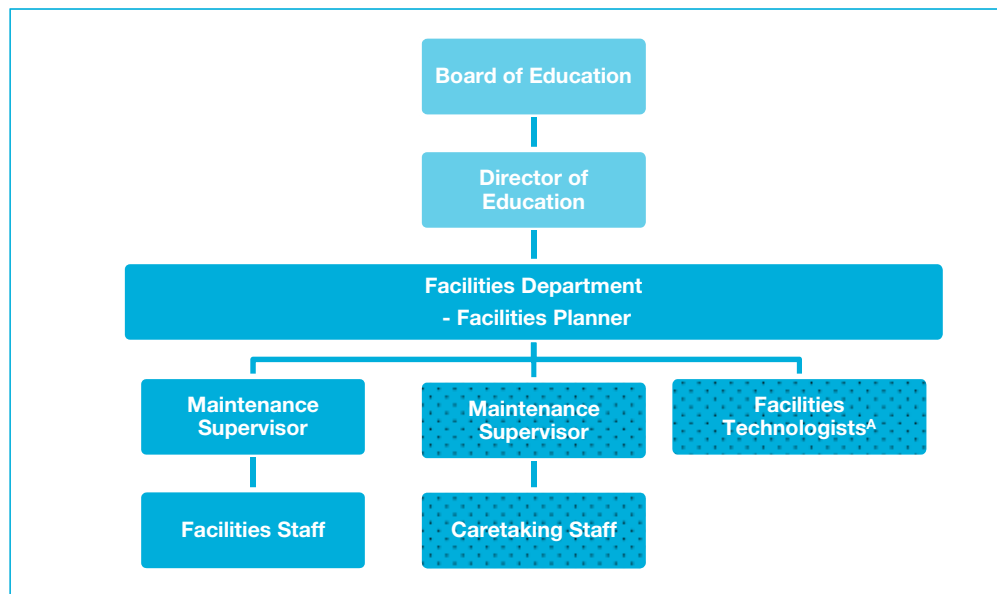 Board of Education
Director of
Education
Facilities Department
- Facilities Planner
Maintenance
Supervisor
Maintenance
Supervisor
Facilities
Technologistsᴬ
Facilities Staff
Caretaking Staff